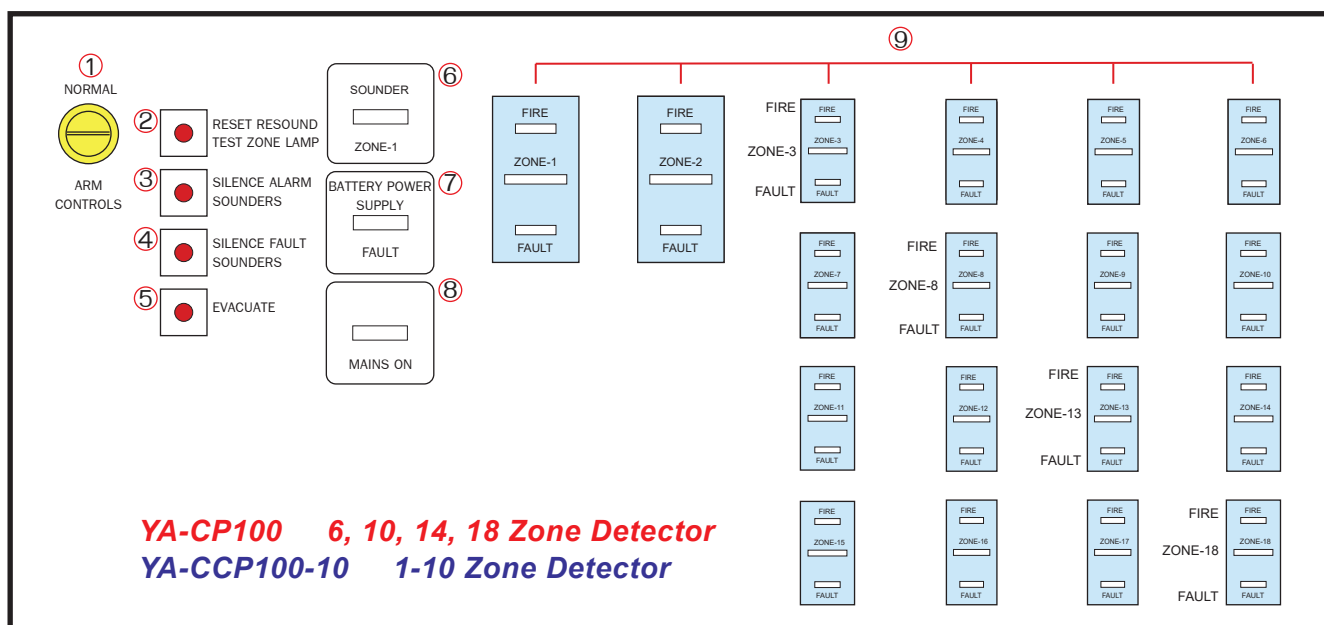 ①
NORMAL
ARM
CONTROLS
②
RESET RESOUND
TEST ZONE LAMP
③
SILENCE ALARM
SOUNDERS
④
SILENCE FAULT
SOUNDERS
⑤
EVACUATE
⑥
SOUNDER
ZONE-1
⑦
BATTERY POWER
SUPPLY
FAULT
⑧
MAINS ON
⑨
FIRE
ZONE-1
FAULT
FIRE
ZONE-2
FAULT
FIRE
ZONE-3
FAULT
FIRE
ZONE-3
FAULT
FIRE
ZONE-4
FAULT
FIRE
ZONE-5
FAULT
FIRE
ZONE-6
FAULT
FIRE
ZONE-7
FAULT
FIRE
ZONE-8
FAULT
FIRE
ZONE-8
FAULT
FIRE
ZONE-9
FAULT
FIRE
ZONE-10
FAULT
FIRE
ZONE-11
FAULT
FIRE
ZONE-12
FAULT
FIRE
ZONE-13
FAULT
FIRE
ZONE-13
FAULT
FIRE
ZONE-14
FAULT
FIRE
ZONE-15
FAULT
FIRE
ZONE-16
FAULT
FIRE
ZONE-17
FAULT
FIRE
ZONE-18
FAULT
FIRE
ZONE-18
FAULT
YA-CP100 6, 10, 14, 18 Zone Detector
YA-CCP100-10 1-10 Zone Detector